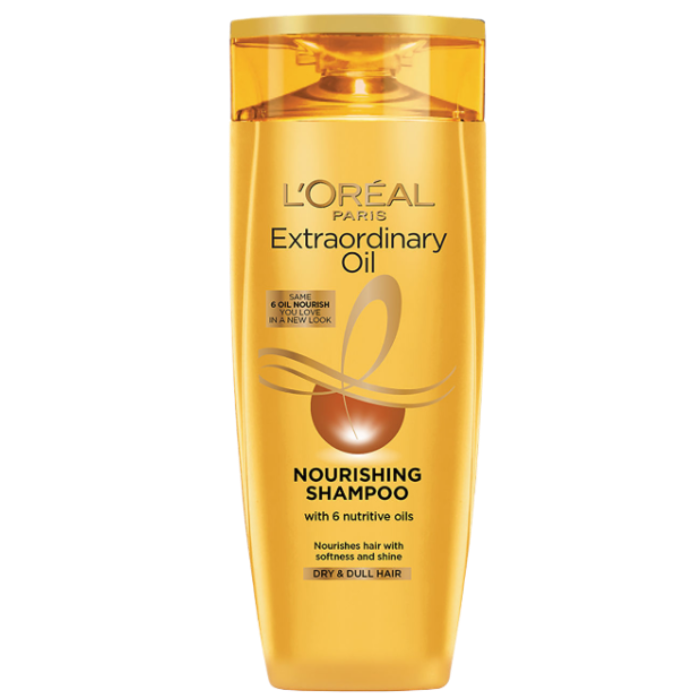 L'ORÉAL
PARIS
Extraordinary
Oil
SAME
6 OIL NOURISH
YOU LOVE
IN A NEW LOOK
NOURISHING
SHAMPOO
with 6 nutritive oils
Nourishes hair with
softness and shine
DRY & DULL HAIR